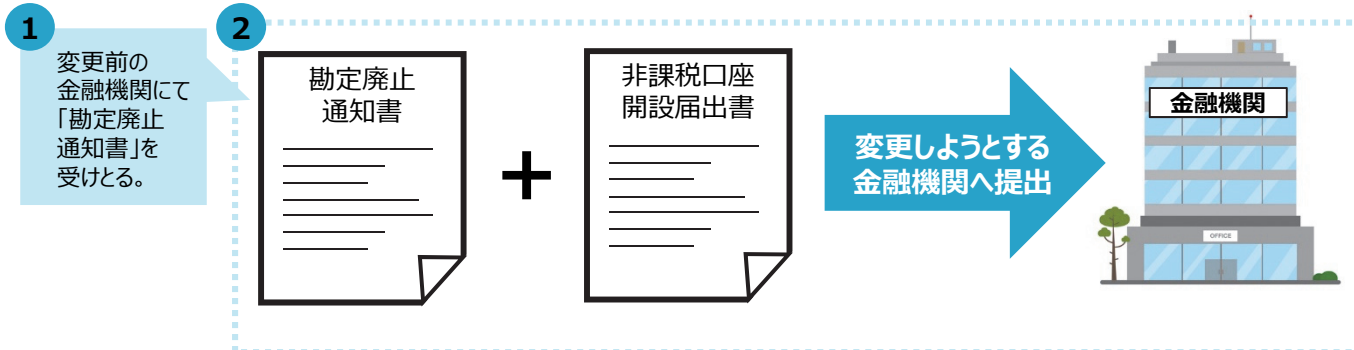 1
変更前の
金融機関にて
「勘定廃止
通知書」を
受けとる。
2
勘定廃止
通知書
+
非課税口座
開設届出書
変更しようとする
金融機関へ提出
金融機関
OFFICE